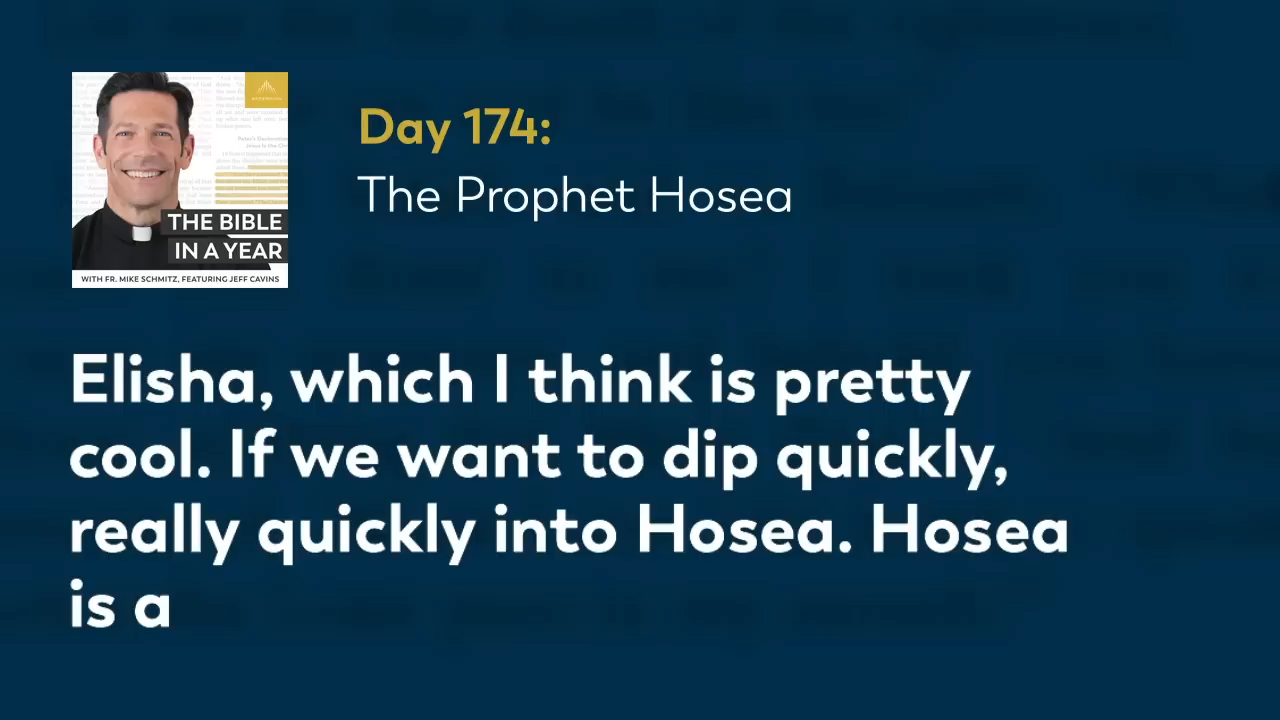 Day 174:
The Prophet Hosea
THE BIBLE
IN A YEAR
WITH FR. MIKE SCHMITZ, FEATURING JEFF CAVINS
Elisha, which I think is pretty
cool. If we want to dip quickly,
really quickly into Hosea. Hosea
is a